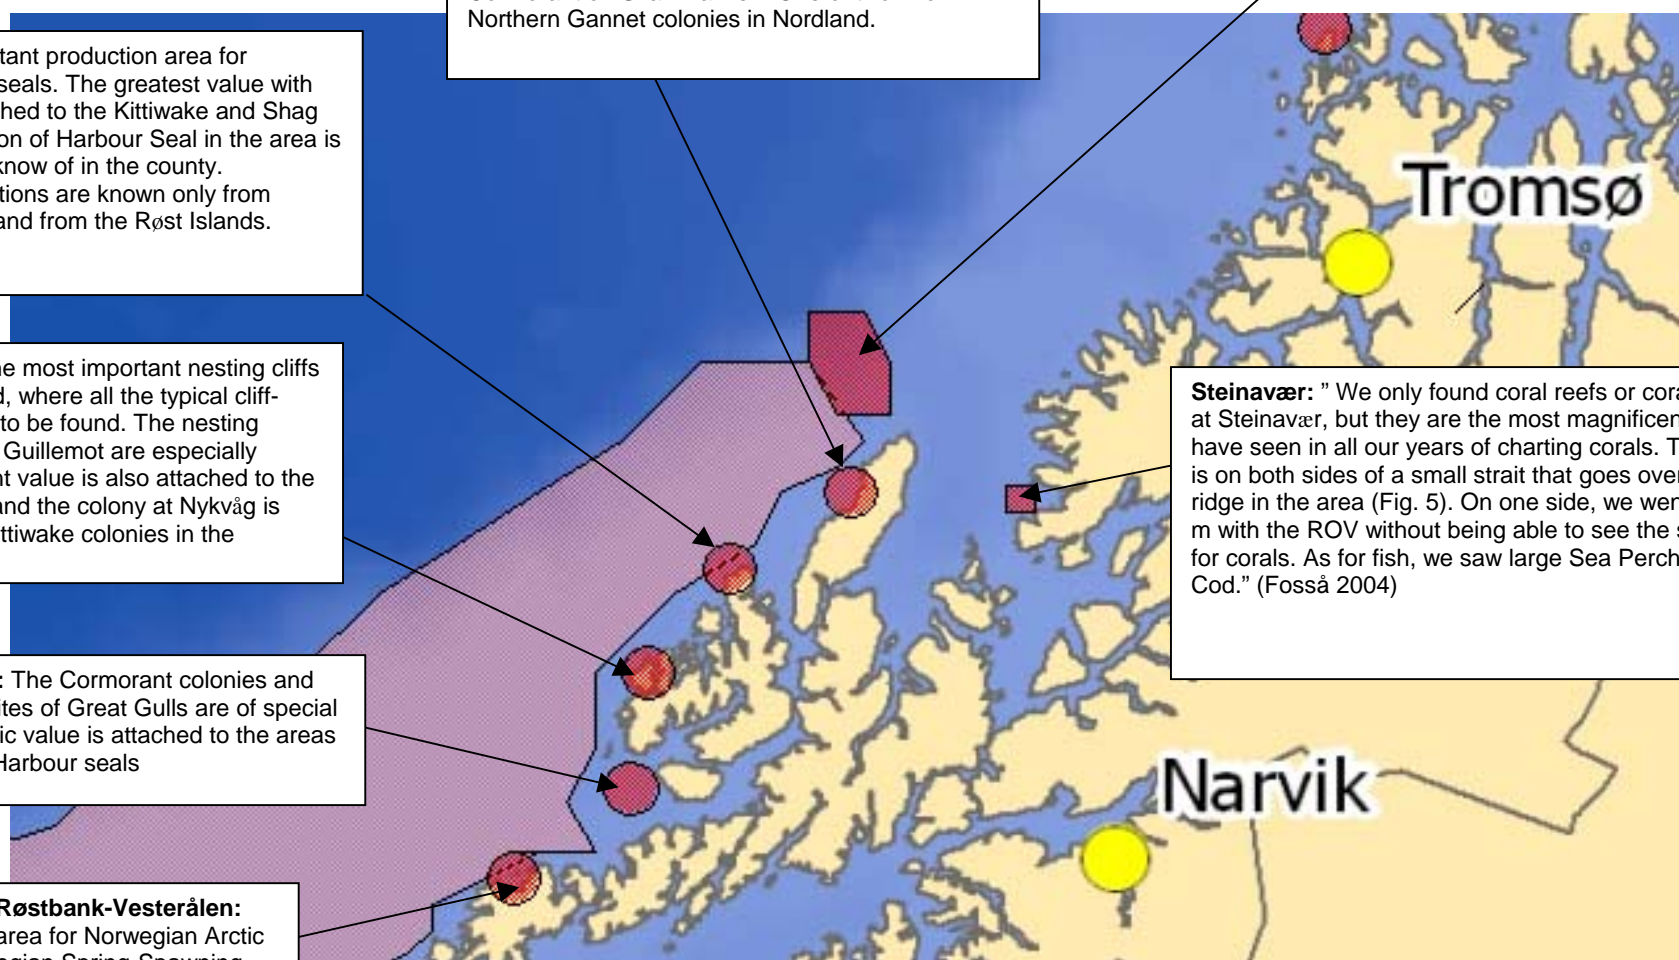 Northern Gannet colonies in Nordland.
tant production area for
seals. The greatest value with
hed to the Kittiwake and Shag
on of Harbour Seal in the area is
know of in the county.
tions are known only from
and from the Røst Islands.
Tromsø
ne most important nesting cliffs
d, where all the typical cliff-
to be found. The nesting
Guillemot are especially
nt value is also attached to the
and the colony at Nykvåg is
ttiwake colonies in the
Steinavær: " We only found coral reefs or cora
at Steinavær, but they are the most magnificen
have seen in all our years of charting corals. T
is on both sides of a small strait that goes over
ridge in the area (Fig. 5). On one side, we wen
m with the ROV without being able to see the s
for corals. As for fish, we saw large Sea Perch
Cod." (Fosså 2004)
: The Cormorant colonies and
ites of Great Gulls are of special
ic value is attached to the areas
Harbour seals
Narvik
Røstbank-Vesterålen:
area for Norwegian Arctic
egian Spring Spawning